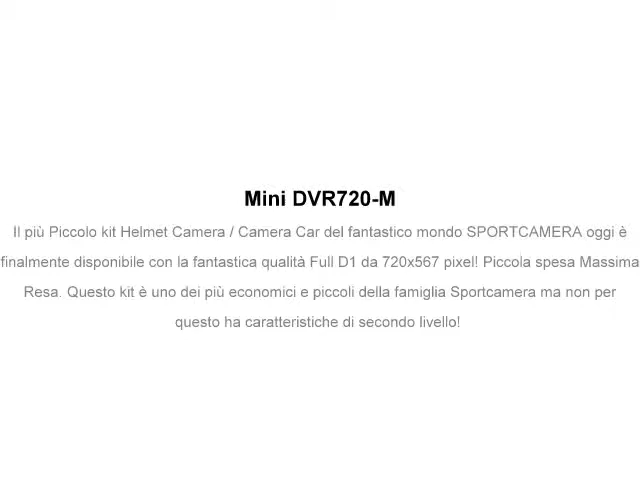 Mini DVR720-M
Il più Piccolo kit Helmet Camera / Camera Car del fantastico mondo SPORTCAMERA oggi è
finalmente disponibile con la fantastica qualità Full D1 da 720x567 pixel! Piccola spesa Massima
Resa. Questo kit è uno dei più economici e piccoli della famiglia Sportcamera ma non per
questo ha caratteristiche di secondo livello!